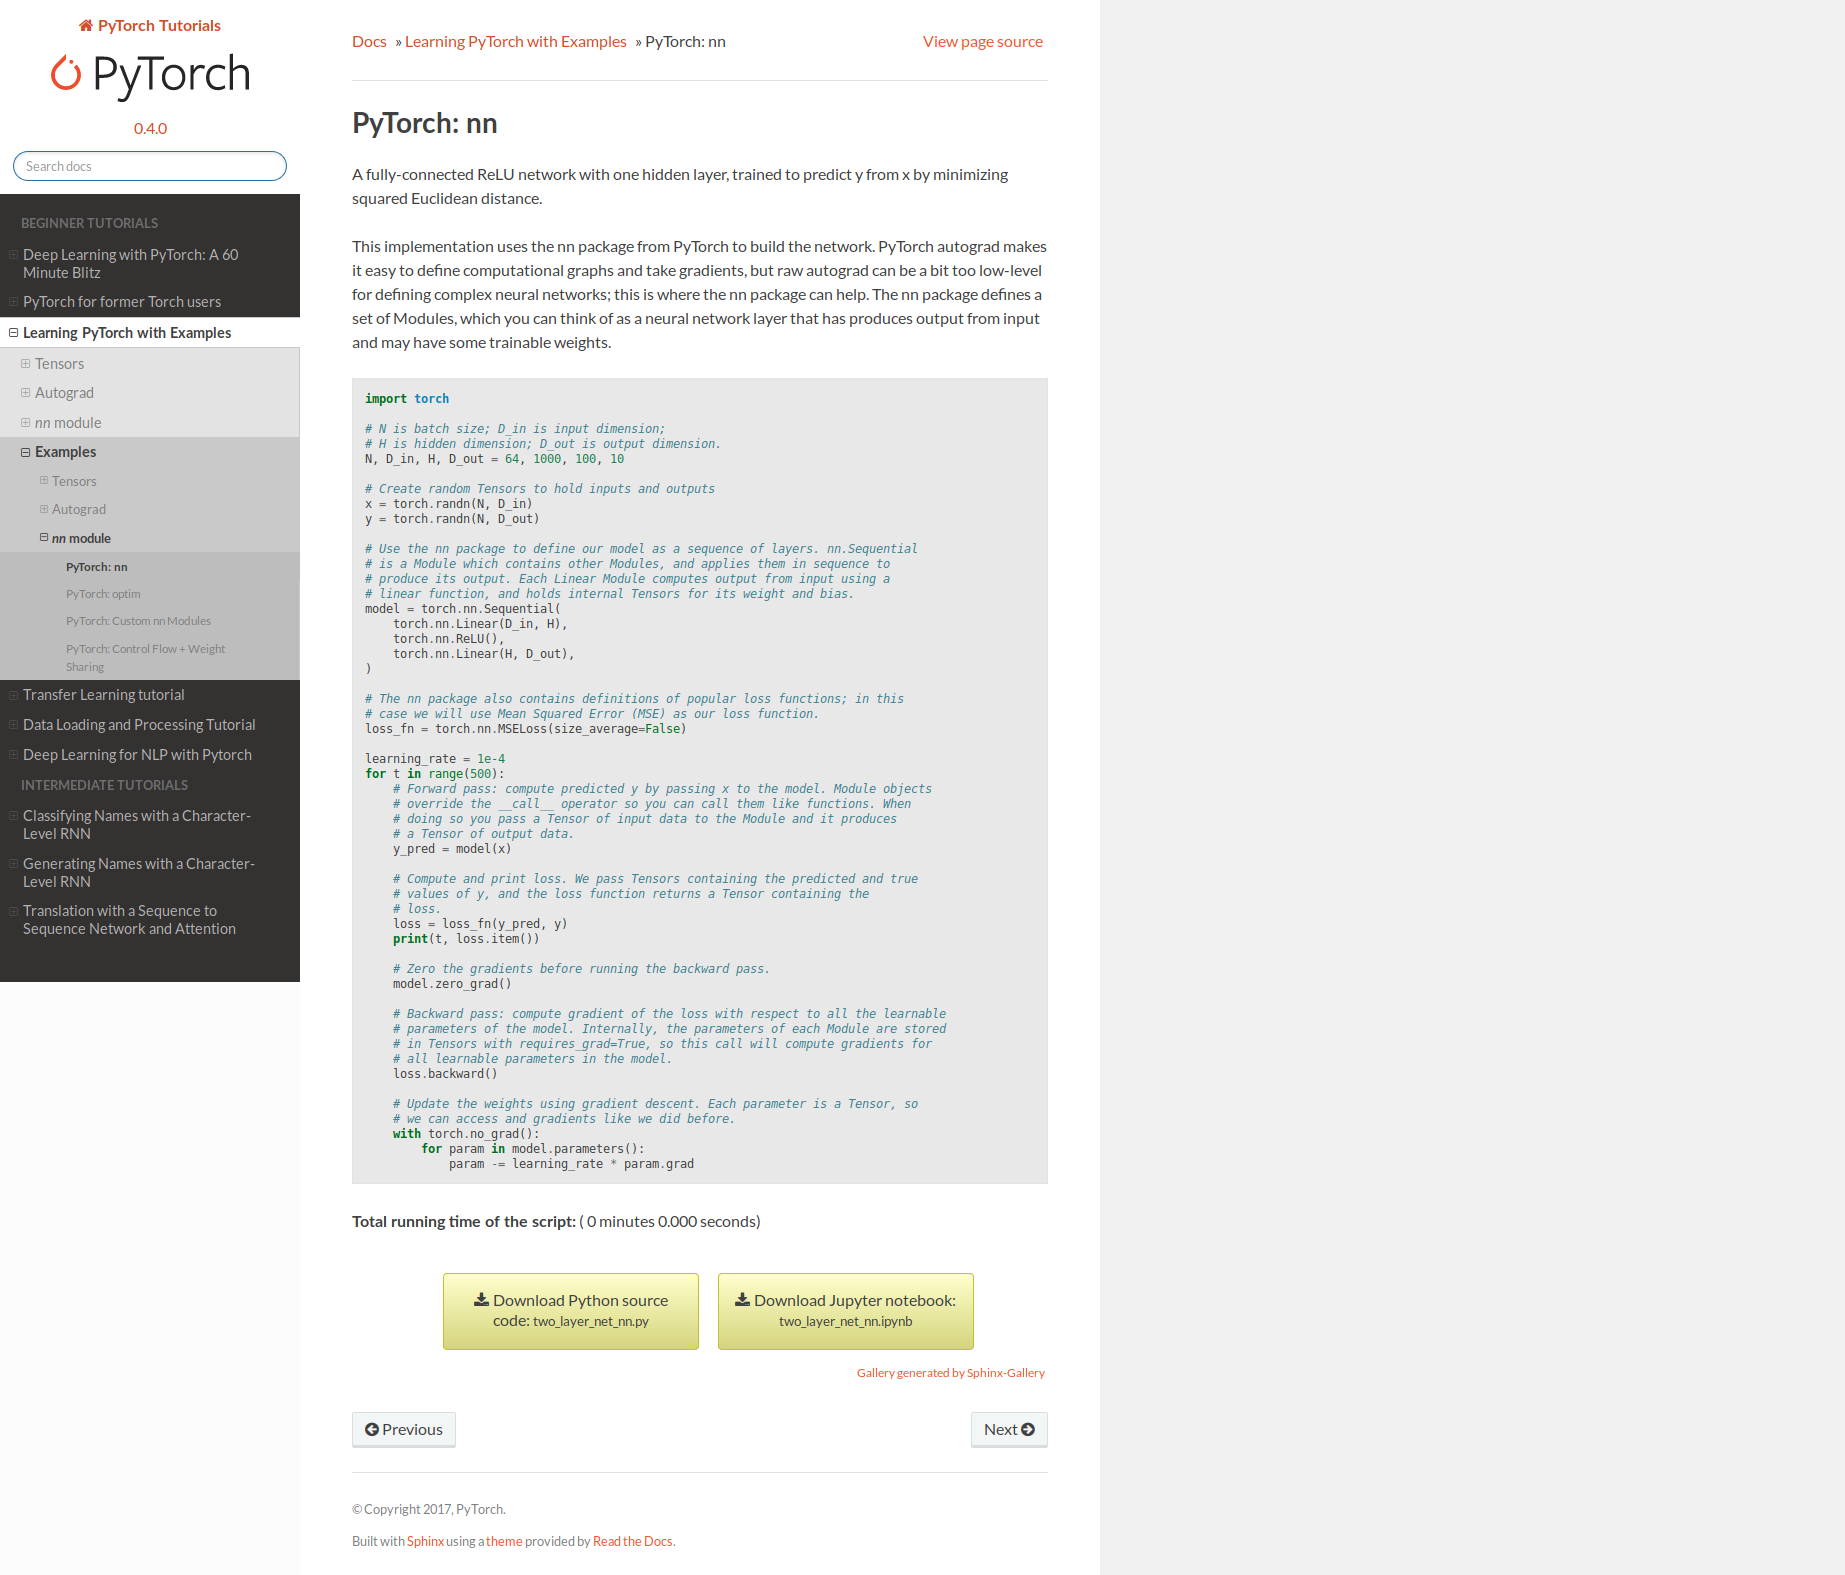 PyTorch Tutorials
PyTorch
0.4.0
Search docs
BEGINNER TUTORIALS
Deep Learning with PyTorch: A 60
Minute Blitz
PyTorch for former Torch users
Learning PyTorch with Examples
Tensors
Autograd
nn module
Examples
Tensors
Autograd
nn module
PyTorch: nn
PyTorch: optim
PyTorch: Custom nn Modules
PyTorch: Control Flow + Weight
Sharing
Transfer Learning tutorial
Data Loading and Processing Tutorial
Deep Learning for NLP with Pytorch
INTERMEDIATE TUTORIALS
Classifying Names with a Character-
Level RNN
Generating Names with a Character-
Level RNN
Translation with a Sequence to
Sequence Network and Attention
Docs » Learning PyTorch with Examples » PyTorch: nn
View page source
PyTorch: nn
A fully-connected ReLU network with one hidden layer, trained to predict y from x by minimizing
squared Euclidean distance.
This implementation uses the nn package from PyTorch to build the network. PyTorch autograd makes
it easy to define computational graphs and take gradients, but raw autograd can be a bit too low-level
for defining complex neural networks; this is where the nn package can help. The nn package defines a
set of Modules, which you can think of as a neural network layer that has produces output from input
and may have some trainable weights.
import torch
# N is batch size; D_in is input dimension;
# H is hidden dimension; D_out is output dimension.
N, D_in, H, D_out = 64, 1000, 100, 10
# Create random Tensors to hold inputs and outputs
x = torch.randn(N, D_in)
y = torch.randn(N, D_out)
# Use the nn package to define our model as a sequence of layers. nn.Sequential
# is a Module which contains other Modules, and applies them in sequence to
# produce its output. Each Linear Module computes output from input using a
# linear function, and holds internal Tensors for its weight and bias.
model = torch.nn.Sequential(
    torch.nn.Linear(D_in, H),
    torch.nn.ReLU(),
    torch.nn.Linear(H, D_out),
)
# The nn package also contains definitions of popular loss functions; in this
# case we will use Mean Squared Error (MSE) as our loss function.
loss_fn = torch.nn.MSELoss(size_average=False)
learning_rate = 1e-4
for t in range(500):
    # Forward pass: compute predicted y by passing x to the model. Module objects
    # override the __call__ operator so you can call them like functions. When
    # doing so you pass a Tensor of input data to the Module and it produces
    # a Tensor of output data.
    y_pred = model(x)
    # Compute and print loss. We pass Tensors containing the predicted and true
    # values of y, and the loss function returns a Tensor containing the
    # loss.
    loss = loss_fn(y_pred, y)
    print(t, loss.item())
    # Zero the gradients before running the backward pass.
    model.zero_grad()
    # Backward pass: compute gradient of the loss with respect to all the learnable
    # parameters of the model. Internally, the parameters of each Module are stored
    # in Tensors with requires_grad=True, so this call will compute gradients for
    # all learnable parameters in the model.
    loss.backward()
    # Update the weights using gradient descent. Each parameter is a Tensor, so
    # we can access and gradients like we did before.
    with torch.no_grad():
        for param in model.parameters():
            param -= learning_rate * param.grad
Total running time of the script: ( 0 minutes 0.000 seconds)
Download Python source
code: two_layer_net_nn.py
Download Jupyter notebook:
two_layer_net_nn.ipynb
Gallery generated by Sphinx-Gallery
Previous
Next
© Copyright 2017, PyTorch.
Built with Sphinx using a theme provided by Read the Docs.